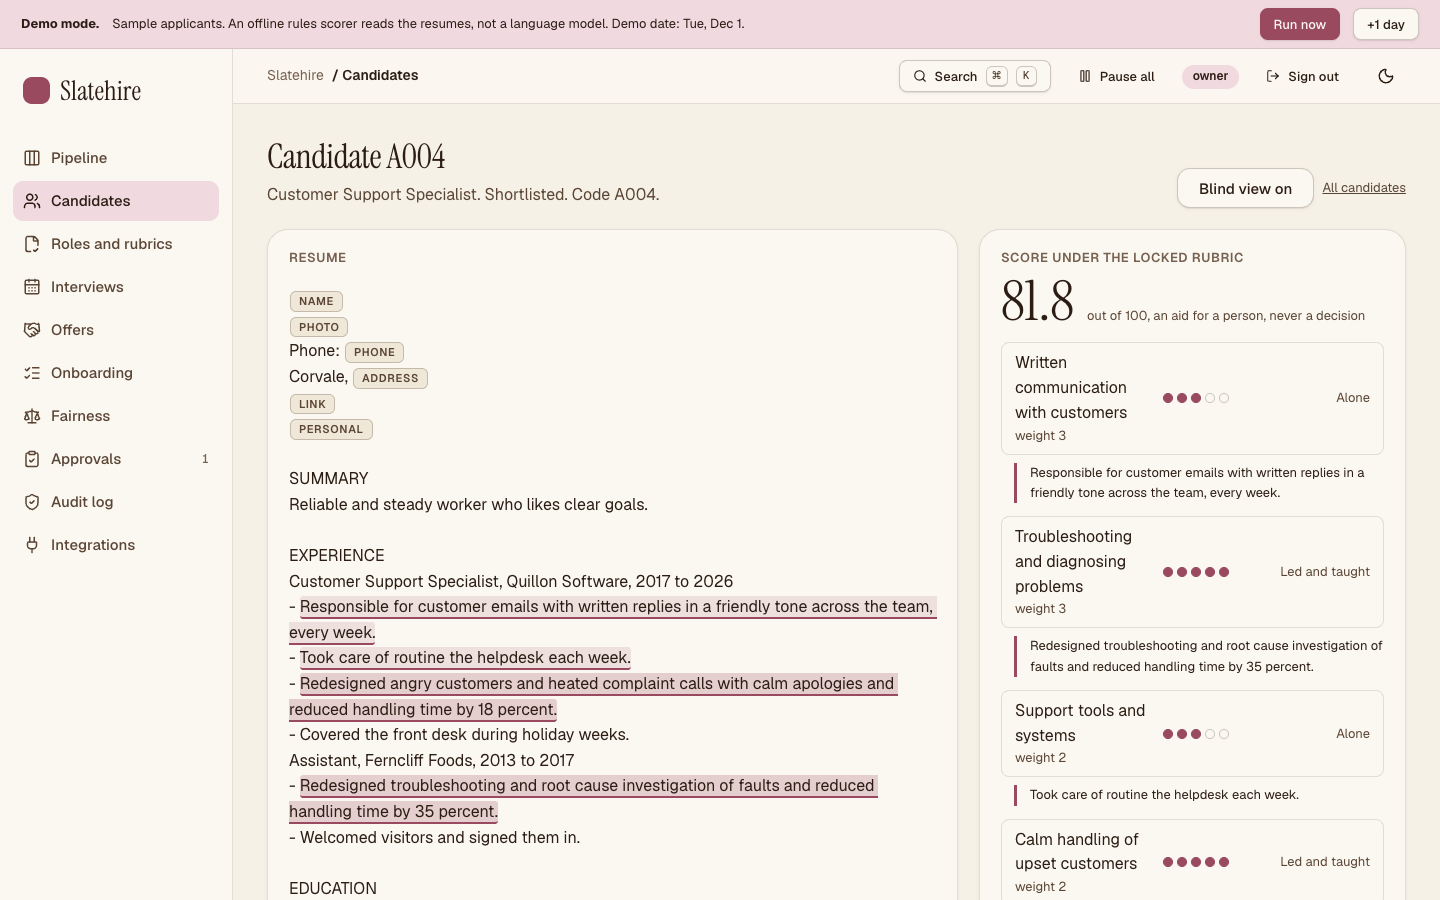 Demo mode. Sample applicants. An offline rules scorer reads the resumes, not a language model. Demo date: Tue, Dec 1.
Run now
+1 day
Slatehire
Pipeline
Candidates
Roles and rubrics
Interviews
Offers
Onboarding
Fairness
Approvals 1
Audit log
Integrations
Slatehire / Candidates
Search ⌘ K
Pause all
owner
Sign out
Candidate A004
Customer Support Specialist. Shortlisted. Code A004.
Blind view on
All candidates
RESUME
NAME
PHOTO
Phone: PHONE
Corvale, ADDRESS
LINK
PERSONAL
SUMMARY
Reliable and steady worker who likes clear goals.
EXPERIENCE
Customer Support Specialist, Quillon Software, 2017 to 2026
- Responsible for customer emails with written replies in a friendly tone across the team,
every week.
- Took care of routine the helpdesk each week.
- Redesigned angry customers and heated complaint calls with calm apologies and
reduced handling time by 18 percent.
- Covered the front desk during holiday weeks.
Assistant, Ferncliff Foods, 2013 to 2017
- Redesigned troubleshooting and root cause investigation of faults and reduced
handling time by 35 percent.
- Welcomed visitors and signed them in.
EDUCATION
SCORE UNDER THE LOCKED RUBRIC
81.8 out of 100, an aid for a person, never a decision
Written
communication
with customers
weight 3
Alone
Responsible for customer emails with written replies in a
friendly tone across the team, every week.
Troubleshooting
and diagnosing
problems
weight 3
Led and taught
Redesigned troubleshooting and root cause investigation of
faults and reduced handling time by 35 percent.
Support tools and
systems
weight 2
Alone
Took care of routine the helpdesk each week.
Calm handling of
upset customers
weight 2
Led and taught